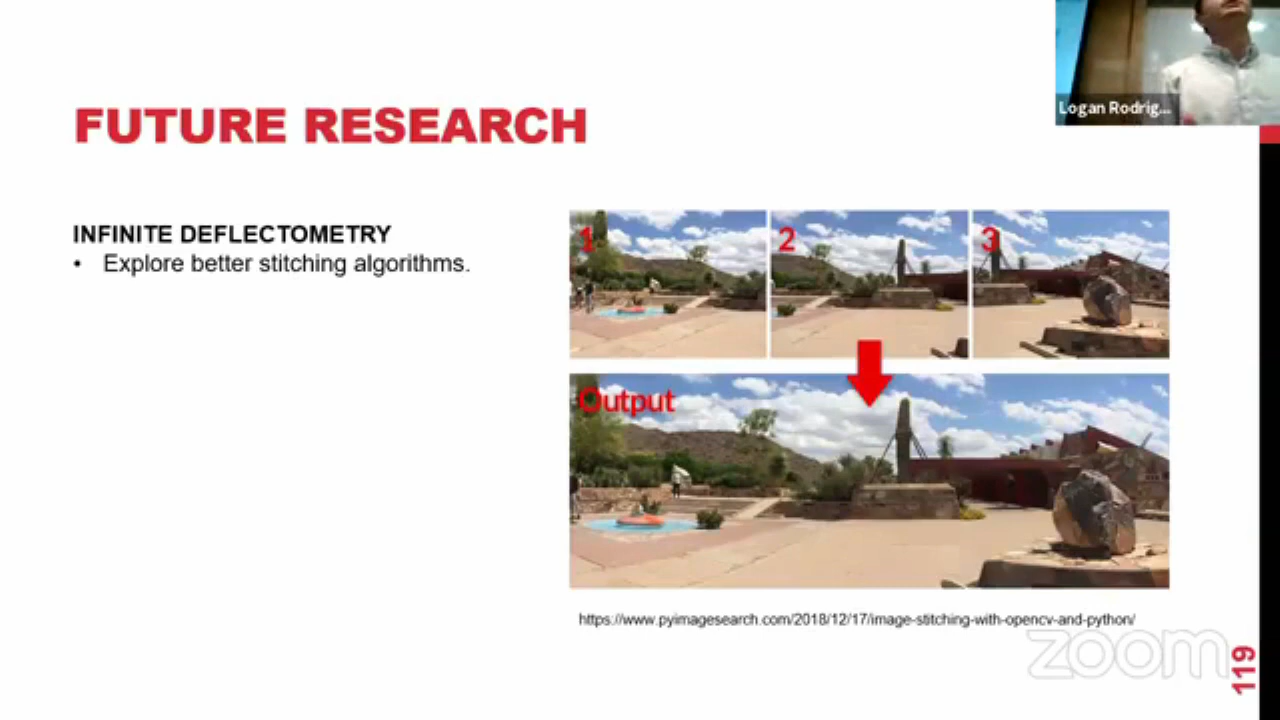 Logan Rodrig...
FUTURE RESEARCH
INFINITE DEFLECTOMETRY
• Explore better stitching algorithms.
1
2
3
Output
https://www.pyimagesearch.com/2018/12/17/image-stitching-with-opencv-and-python/
zoom
119